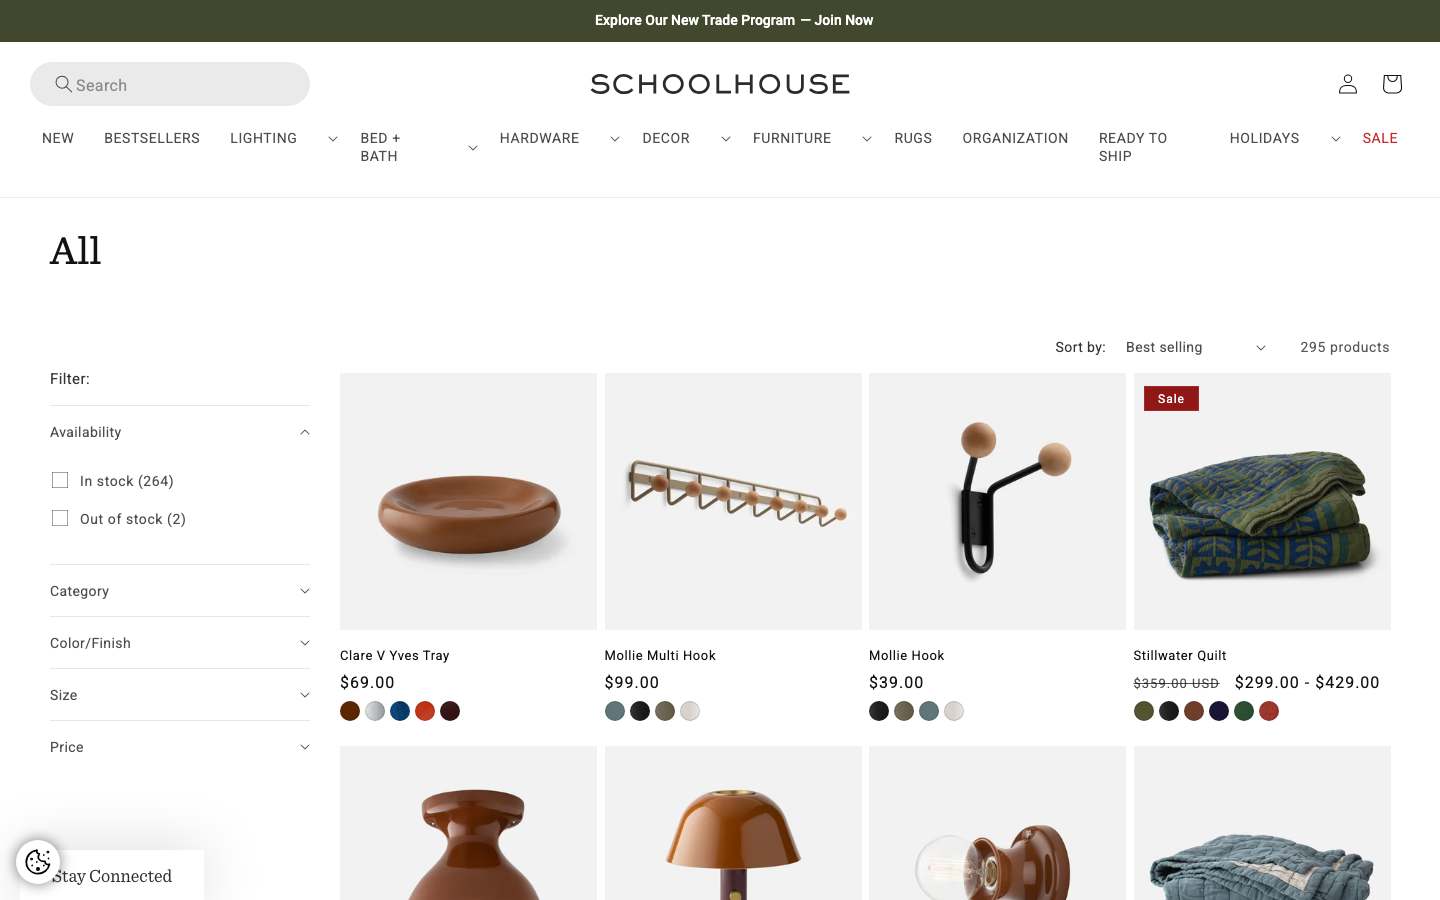 Explore Our New Trade Program — Join Now
Search
SCHOOLHOUSE
NEW
BESTSELLERS
LIGHTING
BED +
BATH
HARDWARE
DECOR
FURNITURE
RUGS
ORGANIZATION
READY TO
SHIP
HOLIDAYS
SALE
All
Sort by:
Best selling
295 products
Filter:
Availability
In stock (264)
Out of stock (2)
Category
Color/Finish
Size
Price
Clare V Yves Tray
$69.00
Mollie Multi Hook
$99.00
Mollie Hook
$39.00
Sale
Stillwater Quilt
$359.00 USD $299.00 - $429.00
Stay Connected